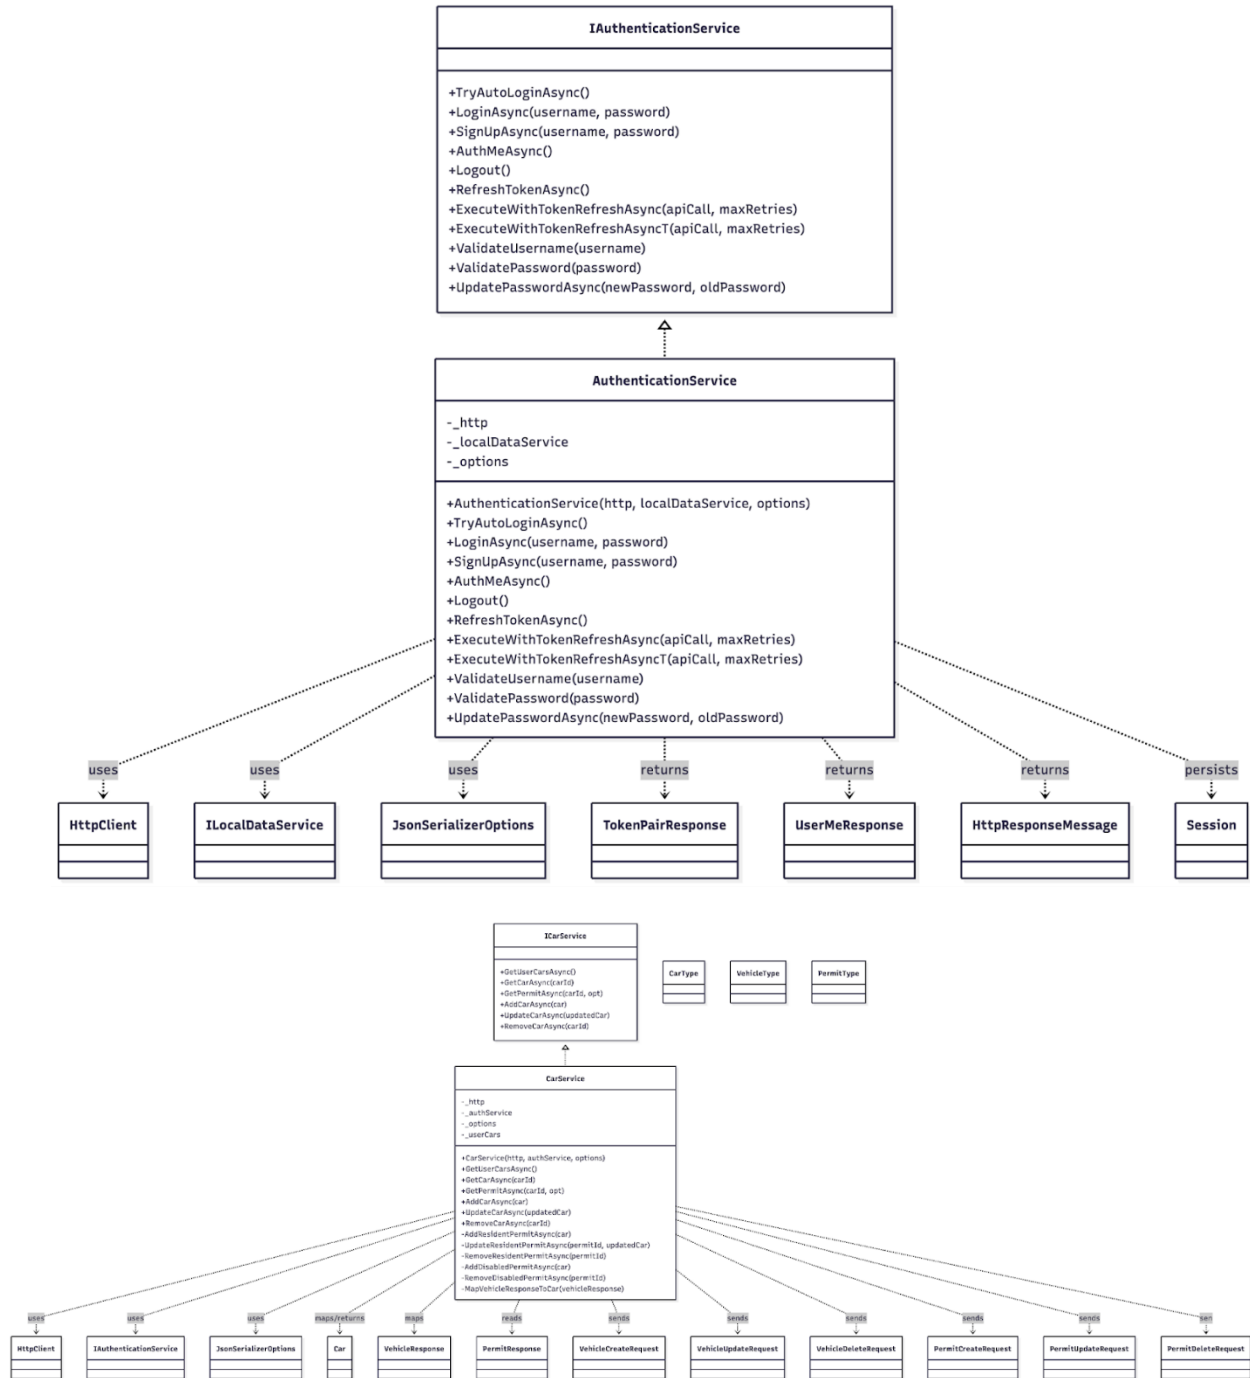 IAuthenticationService
+TryAutoLoginAsync()
+LoginAsync(username, password)
+SignUpAsync(username, password)
+AuthMeAsync()
+Logout()
+RefreshTokenAsync()
+ExecuteWithTokenRefreshAsync(apiCall, maxRetries)
+ExecuteWithTokenRefreshAsyncT(apiCall, maxRetries)
+ValidateUsername(username)
+ValidatePassword(password)
+UpdatePasswordAsync(newPassword, oldPassword)
AuthenticationService
-_http
-_localDataService
-_options
+AuthenticationService(http, localDataService, options)
+TryAutoLoginAsync()
+LoginAsync(username, password)
+SignUpAsync(username, password)
+AuthMeAsync()
+Logout()
+RefreshTokenAsync()
+ExecuteWithTokenRefreshAsync(apiCall, maxRetries)
+ExecuteWithTokenRefreshAsyncT(apiCall, maxRetries)
+ValidateUsername(username)
+ValidatePassword(password)
+UpdatePasswordAsync(newPassword, oldPassword)
uses uses uses returns returns returns persists
HttpClient ILocalDataService JsonSerializerOptions TokenPairResponse UserMeResponse HttpResponseMessage Session
ICarService
+GetUserCarsAsync()
+GetCarAsync(carId)
+GetPermitAsync(carId, opt)
+AddCarAsync(car)
+UpdateCarAsync(updatedCar)
+RemoveCarAsync(carId)
CarType VehicleType PermitType
CarService
-_http
-_authService
-_options
-_userCars
+CarService(http, authService, options)
+GetUserCarsAsync()
+GetCarAsync(carId)
+GetPermitAsync(carId, opt)
+AddCarAsync(car)
+UpdateCarAsync(updatedCar)
+RemoveCarAsync(carId)
-AddResidentPermitAsync(car)
-UpdateResidentPermitAsync(permitId, updatedCar)
-RemoveResidentPermitAsync(permitId)
-AddDisabledPermitAsync(car)
-RemoveDisabledPermitAsync(permitId)
-MapVehicleResponseToCar(vehicleResponse)
uses uses uses maps/returns maps reads sends sends sends sends sends sen
HttpClient IAuthenticationService JsonSerializerOptions Car VehicleResponse PermitResponse VehicleCreateRequest VehicleUpdateRequest VehicleDeleteRequest PermitCreateRequest PermitUpdateRequest PermitDeleteRequest